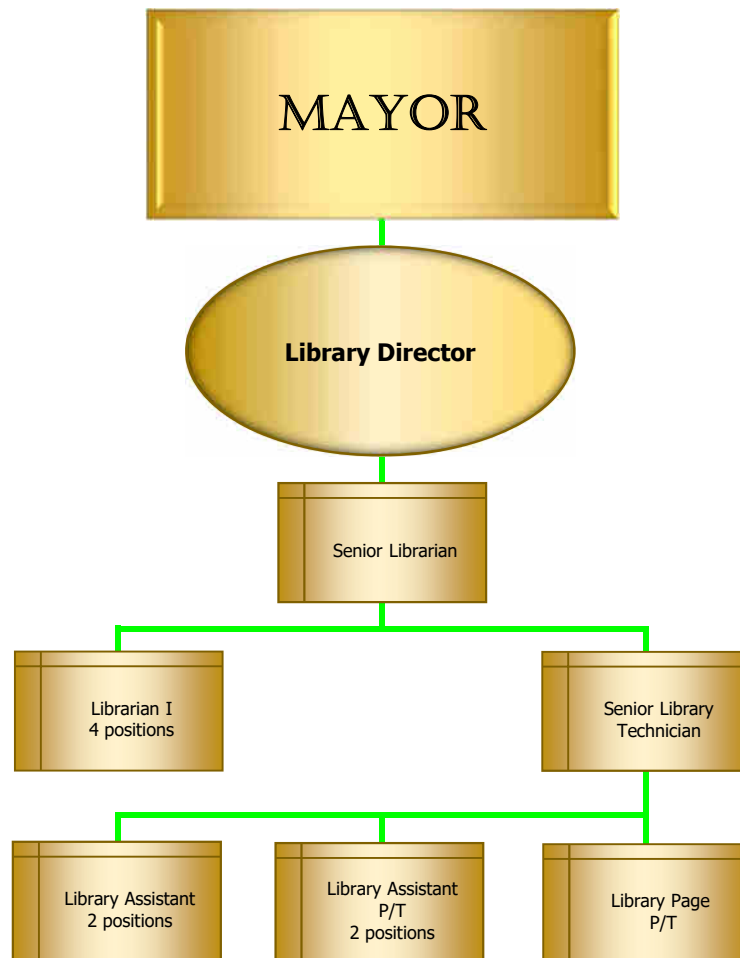 MAYOR
Library Director
Senior Librarian
Librarian I
4 positions
Senior Library
Technician
Library Assistant
2 positions
Library Assistant
P/T
2 positions
Library Page
P/T